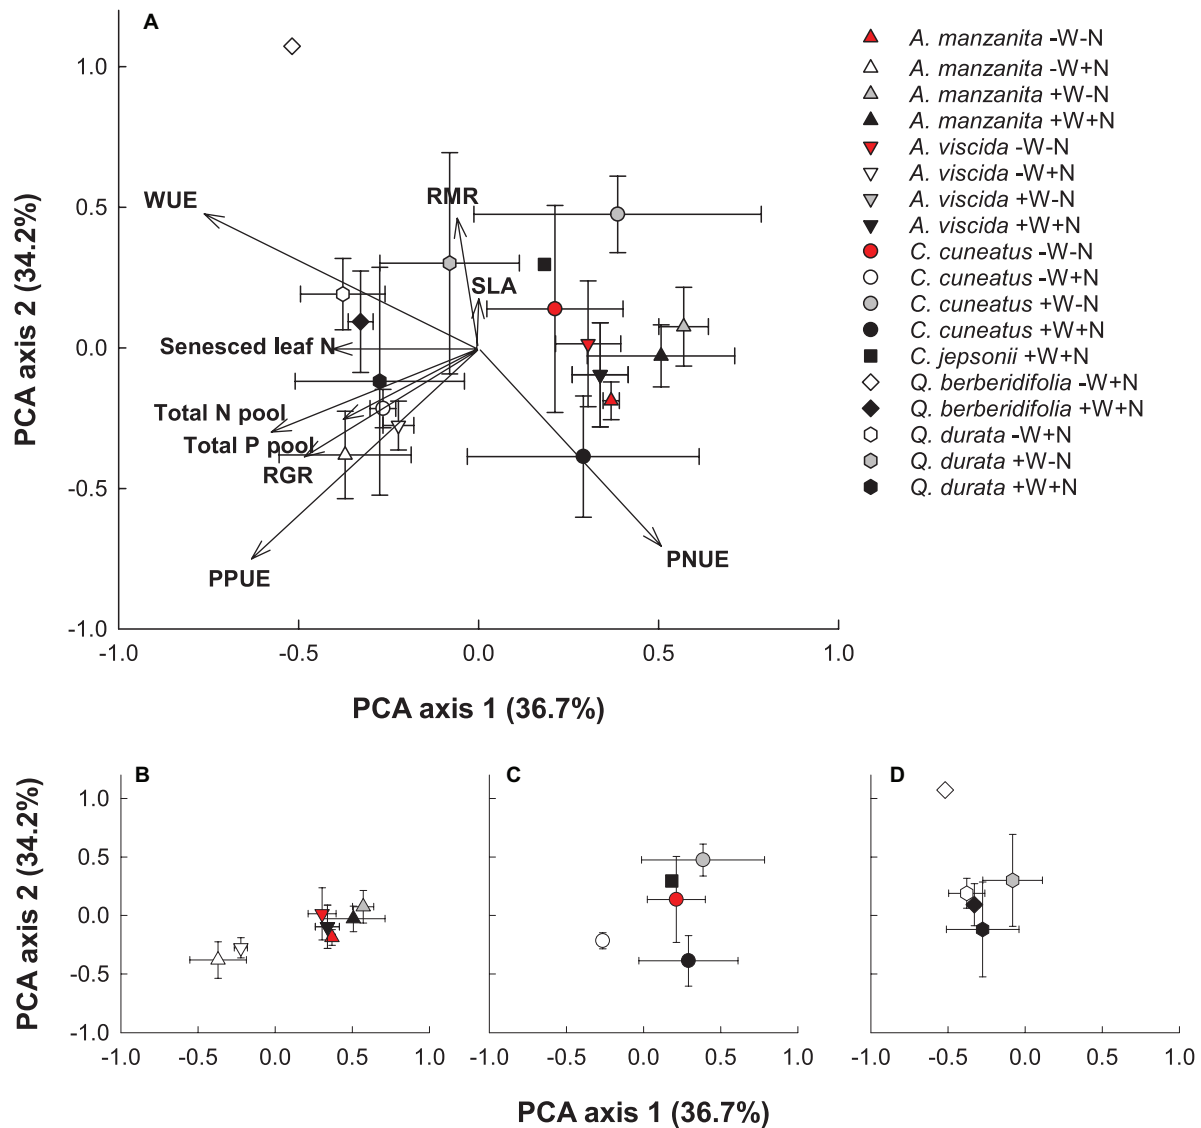 A
1.0
0.5
0.0
-0.5
-1.0
-1.0
-0.5
0.0
0.5
1.0
PCA axis 2 (34.2%)
PCA axis 1 (36.7%)
WUE
RMR
SLA
Senesced leaf N
Total N pool
Total P pool
RGR
PPUE
PNUE
A. manzanita -W-N
A. manzanita -W+N
A. manzanita +W-N
A. manzanita +W+N
A. viscida -W-N
A. viscida -W+N
A. viscida +W-N
A. viscida +W+N
C. cuneatus -W-N
C. cuneatus -W+N
C. cuneatus +W-N
C. cuneatus +W+N
C. jepsonii +W+N
Q. berberidifolia -W+N
Q. berberidifolia +W+N
Q. durata -W+N
Q. durata +W-N
Q. durata +W+N
B
C
D
1.0
0.5
0.0
-0.5
-1.0
PCA axis 2 (34.2%)
-1.0 -0.5 0.0 0.5 1.0
-1.0 -0.5 0.0 0.5 1.0
-1.0 -0.5 0.0 0.5 1.0
PCA axis 1 (36.7%)